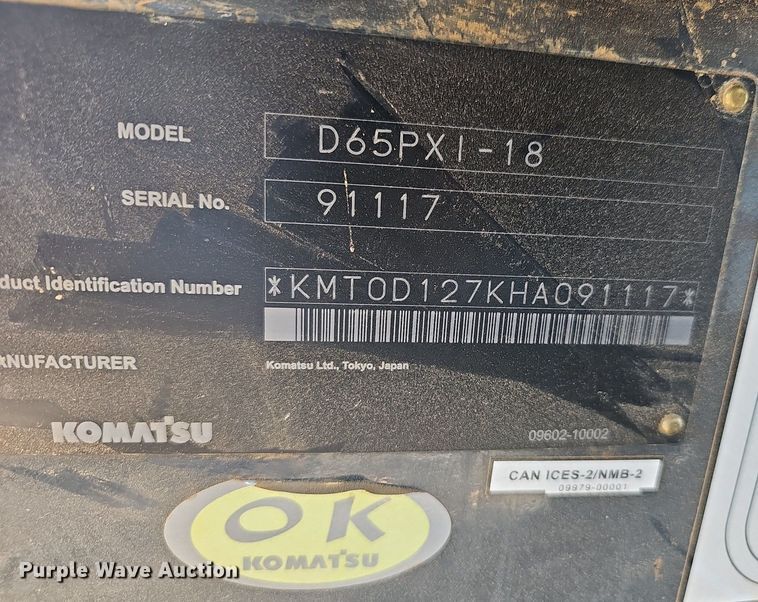 MODEL D65PXI-18
SERIAL No. 91117
duct Identification Number *KMT0D127KHA091117*
ANUFACTURER Komatsu Ltd., Tokyo, Japan
KOMATSU 09602-10002
CAN ICES-2/NMB-2
09979-00001
OK
KOMATSU
Purple Wave Auction